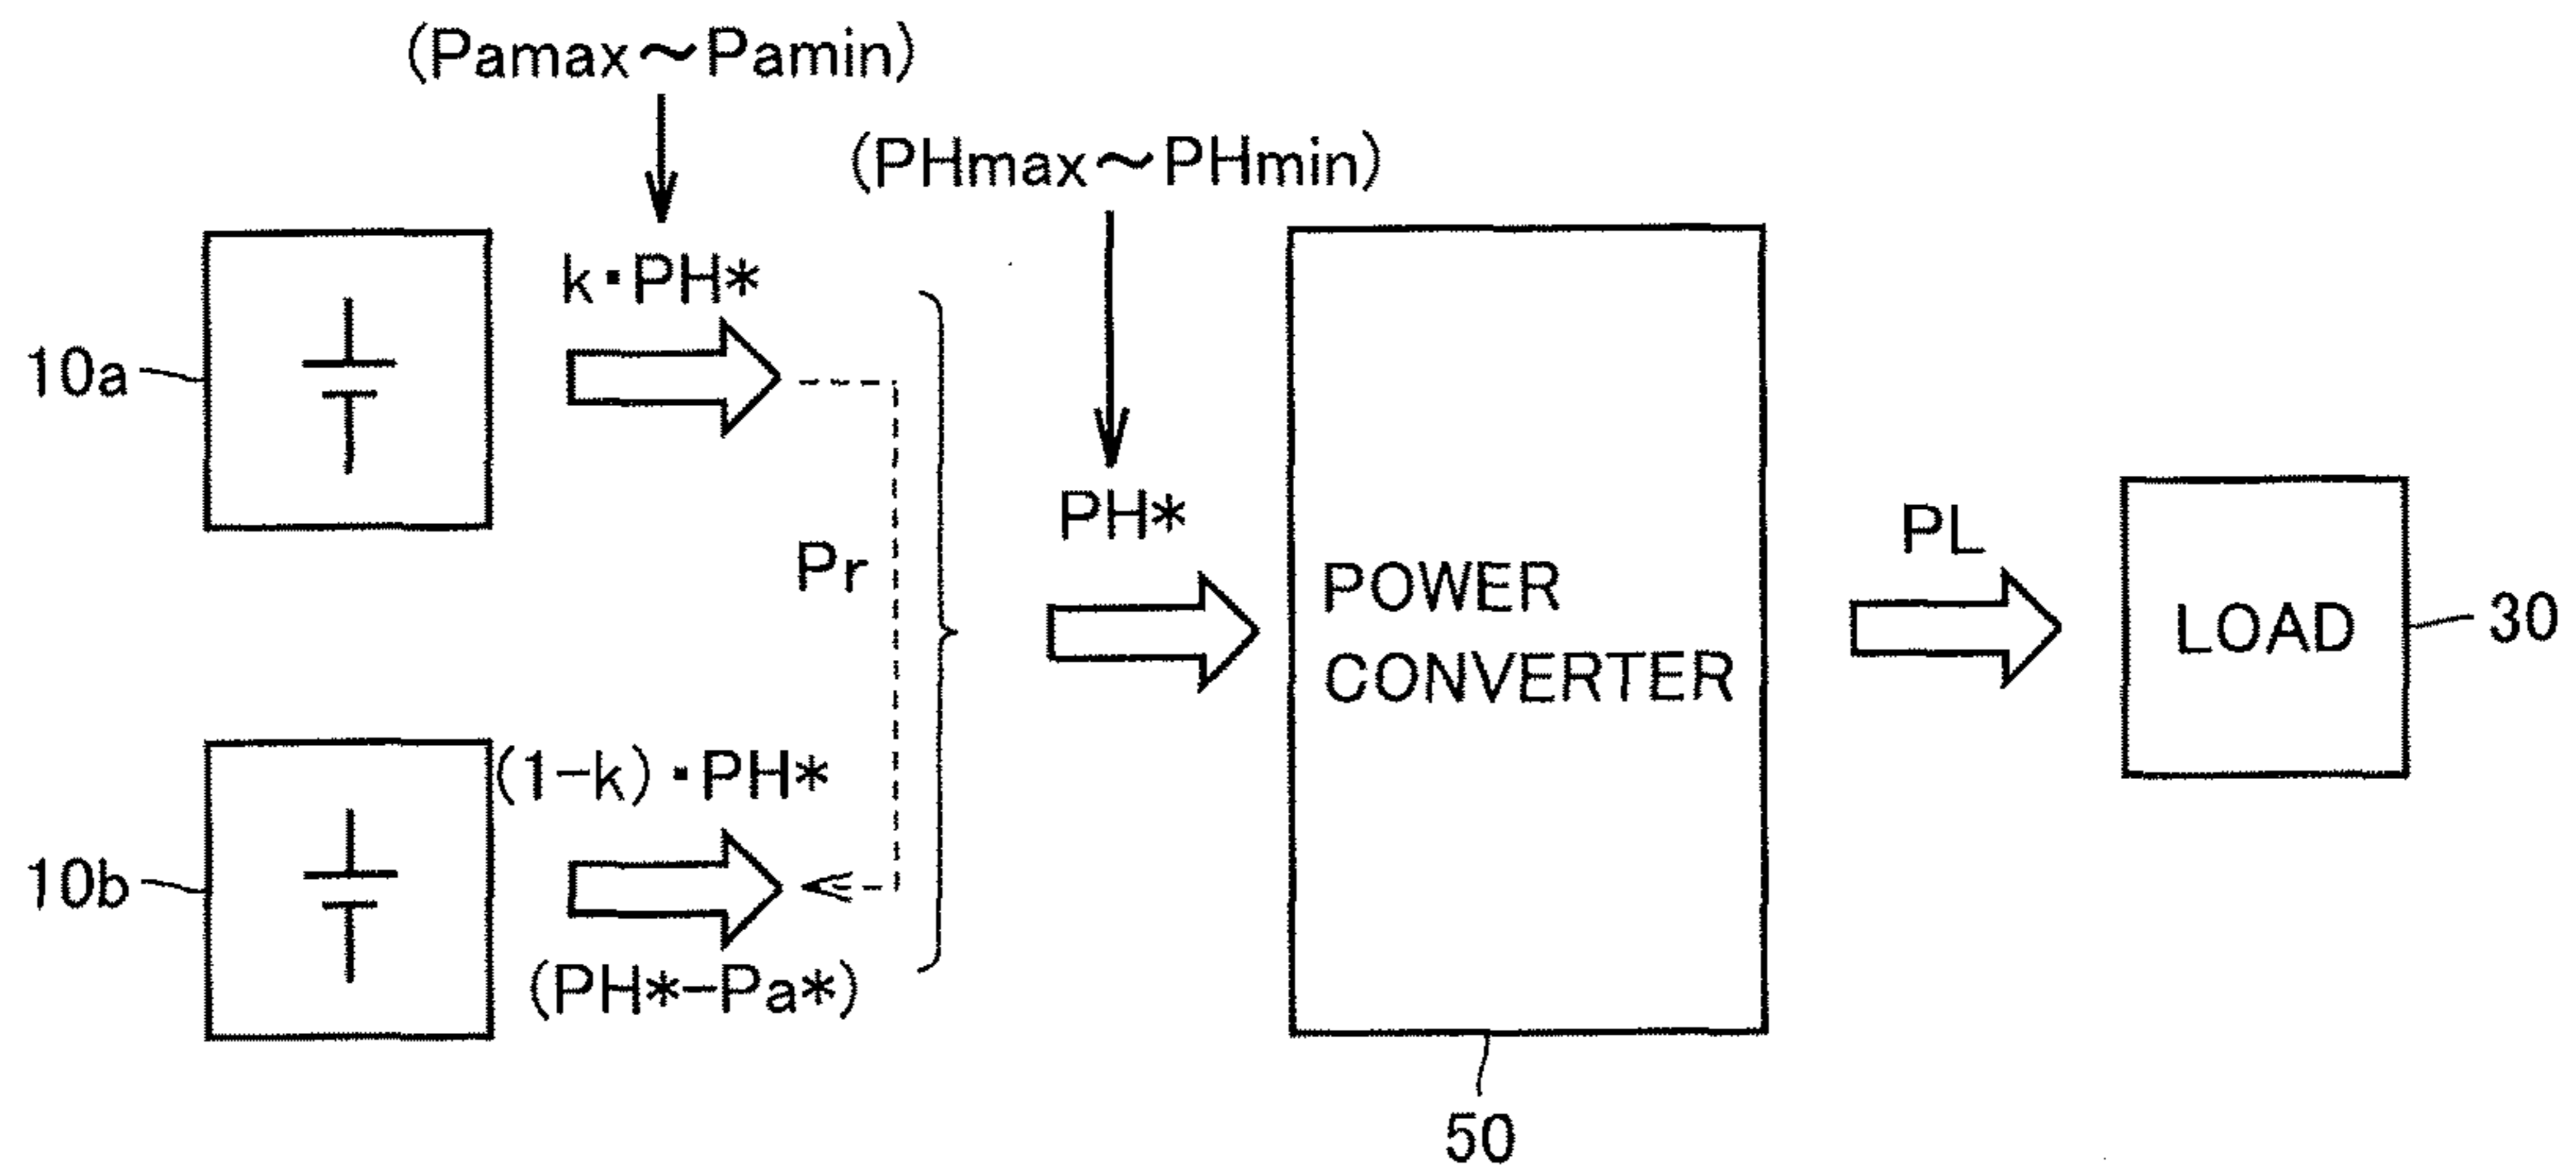 (Pamax~Pamin)
(PHmax~PHmin)
k·PH*
10a
PH*
PL
Pr
POWER
CONVERTER
LOAD
30
(1-k)·PH*
10b
(PH*-Pa*)
50